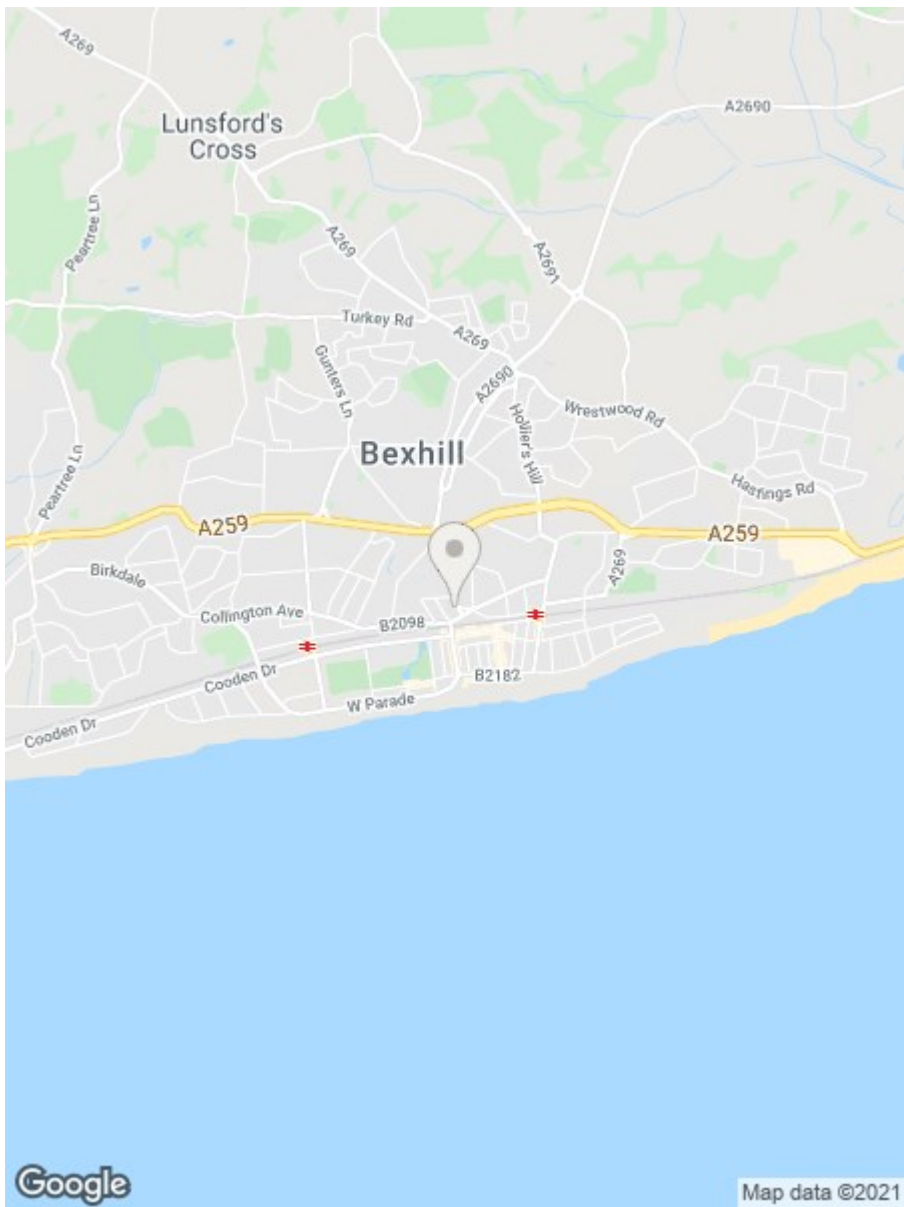 A269
A2690
Lunsford's
Cross
Peartree Ln
A269
A2691
Turkey Rd
A269
Gunters Ln
A2690
Hollier's Hill
Wrestwood Rd
Bexhill
Peartree Ln
Hastings Rd
A259
A259
Birkdale
A269
Collington Ave
B2098
Cooden Dr
B2182
W Parade
Cooden Dr
Google
Map data ©2021